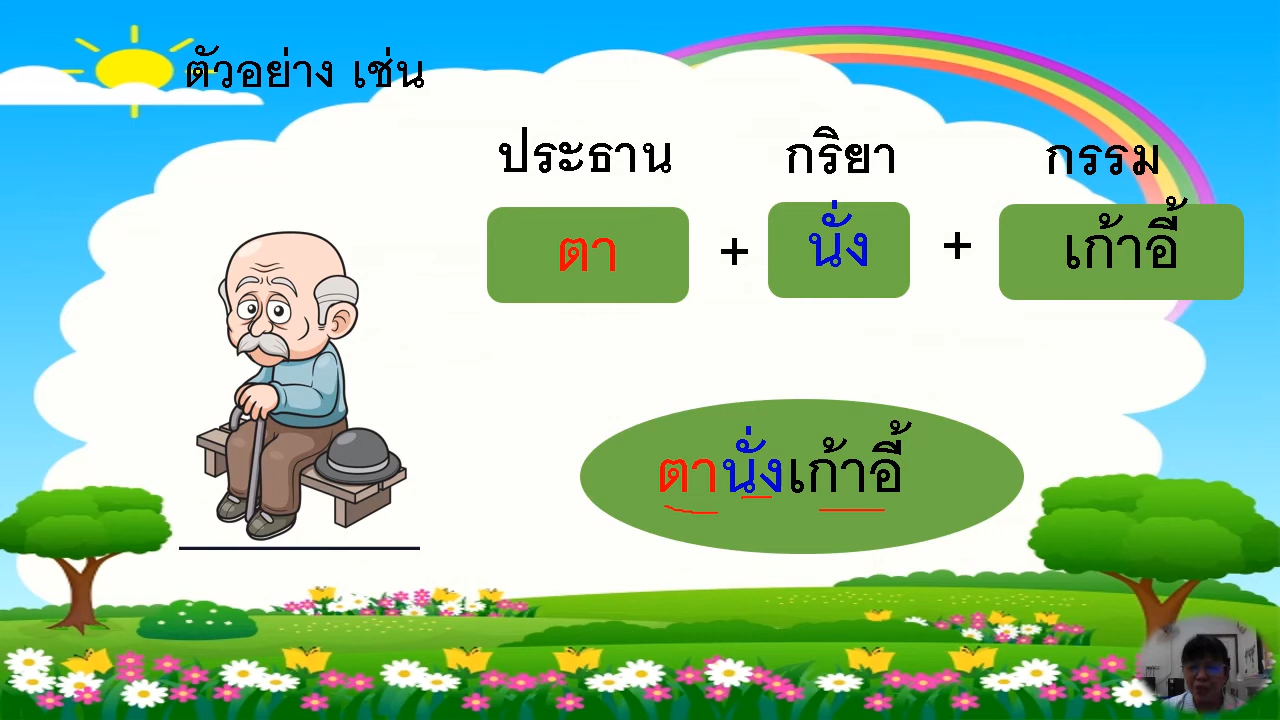 ตัวอย่าง เช่น
ประธาน กริยา กรรม
ตา + นั่ง + เก้าอี้
ตานั่งเก้าอี้